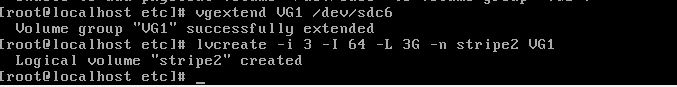 [root@localhost etc]# vgextend VG1 /dev/sdc6
Volume group "VG1" successfully extended
[root@localhost etc]# lvcreate -i 3 -I 64 -L 3G -n stripe2 VG1
Logical volume "stripe2" created
[root@localhost etc]# _